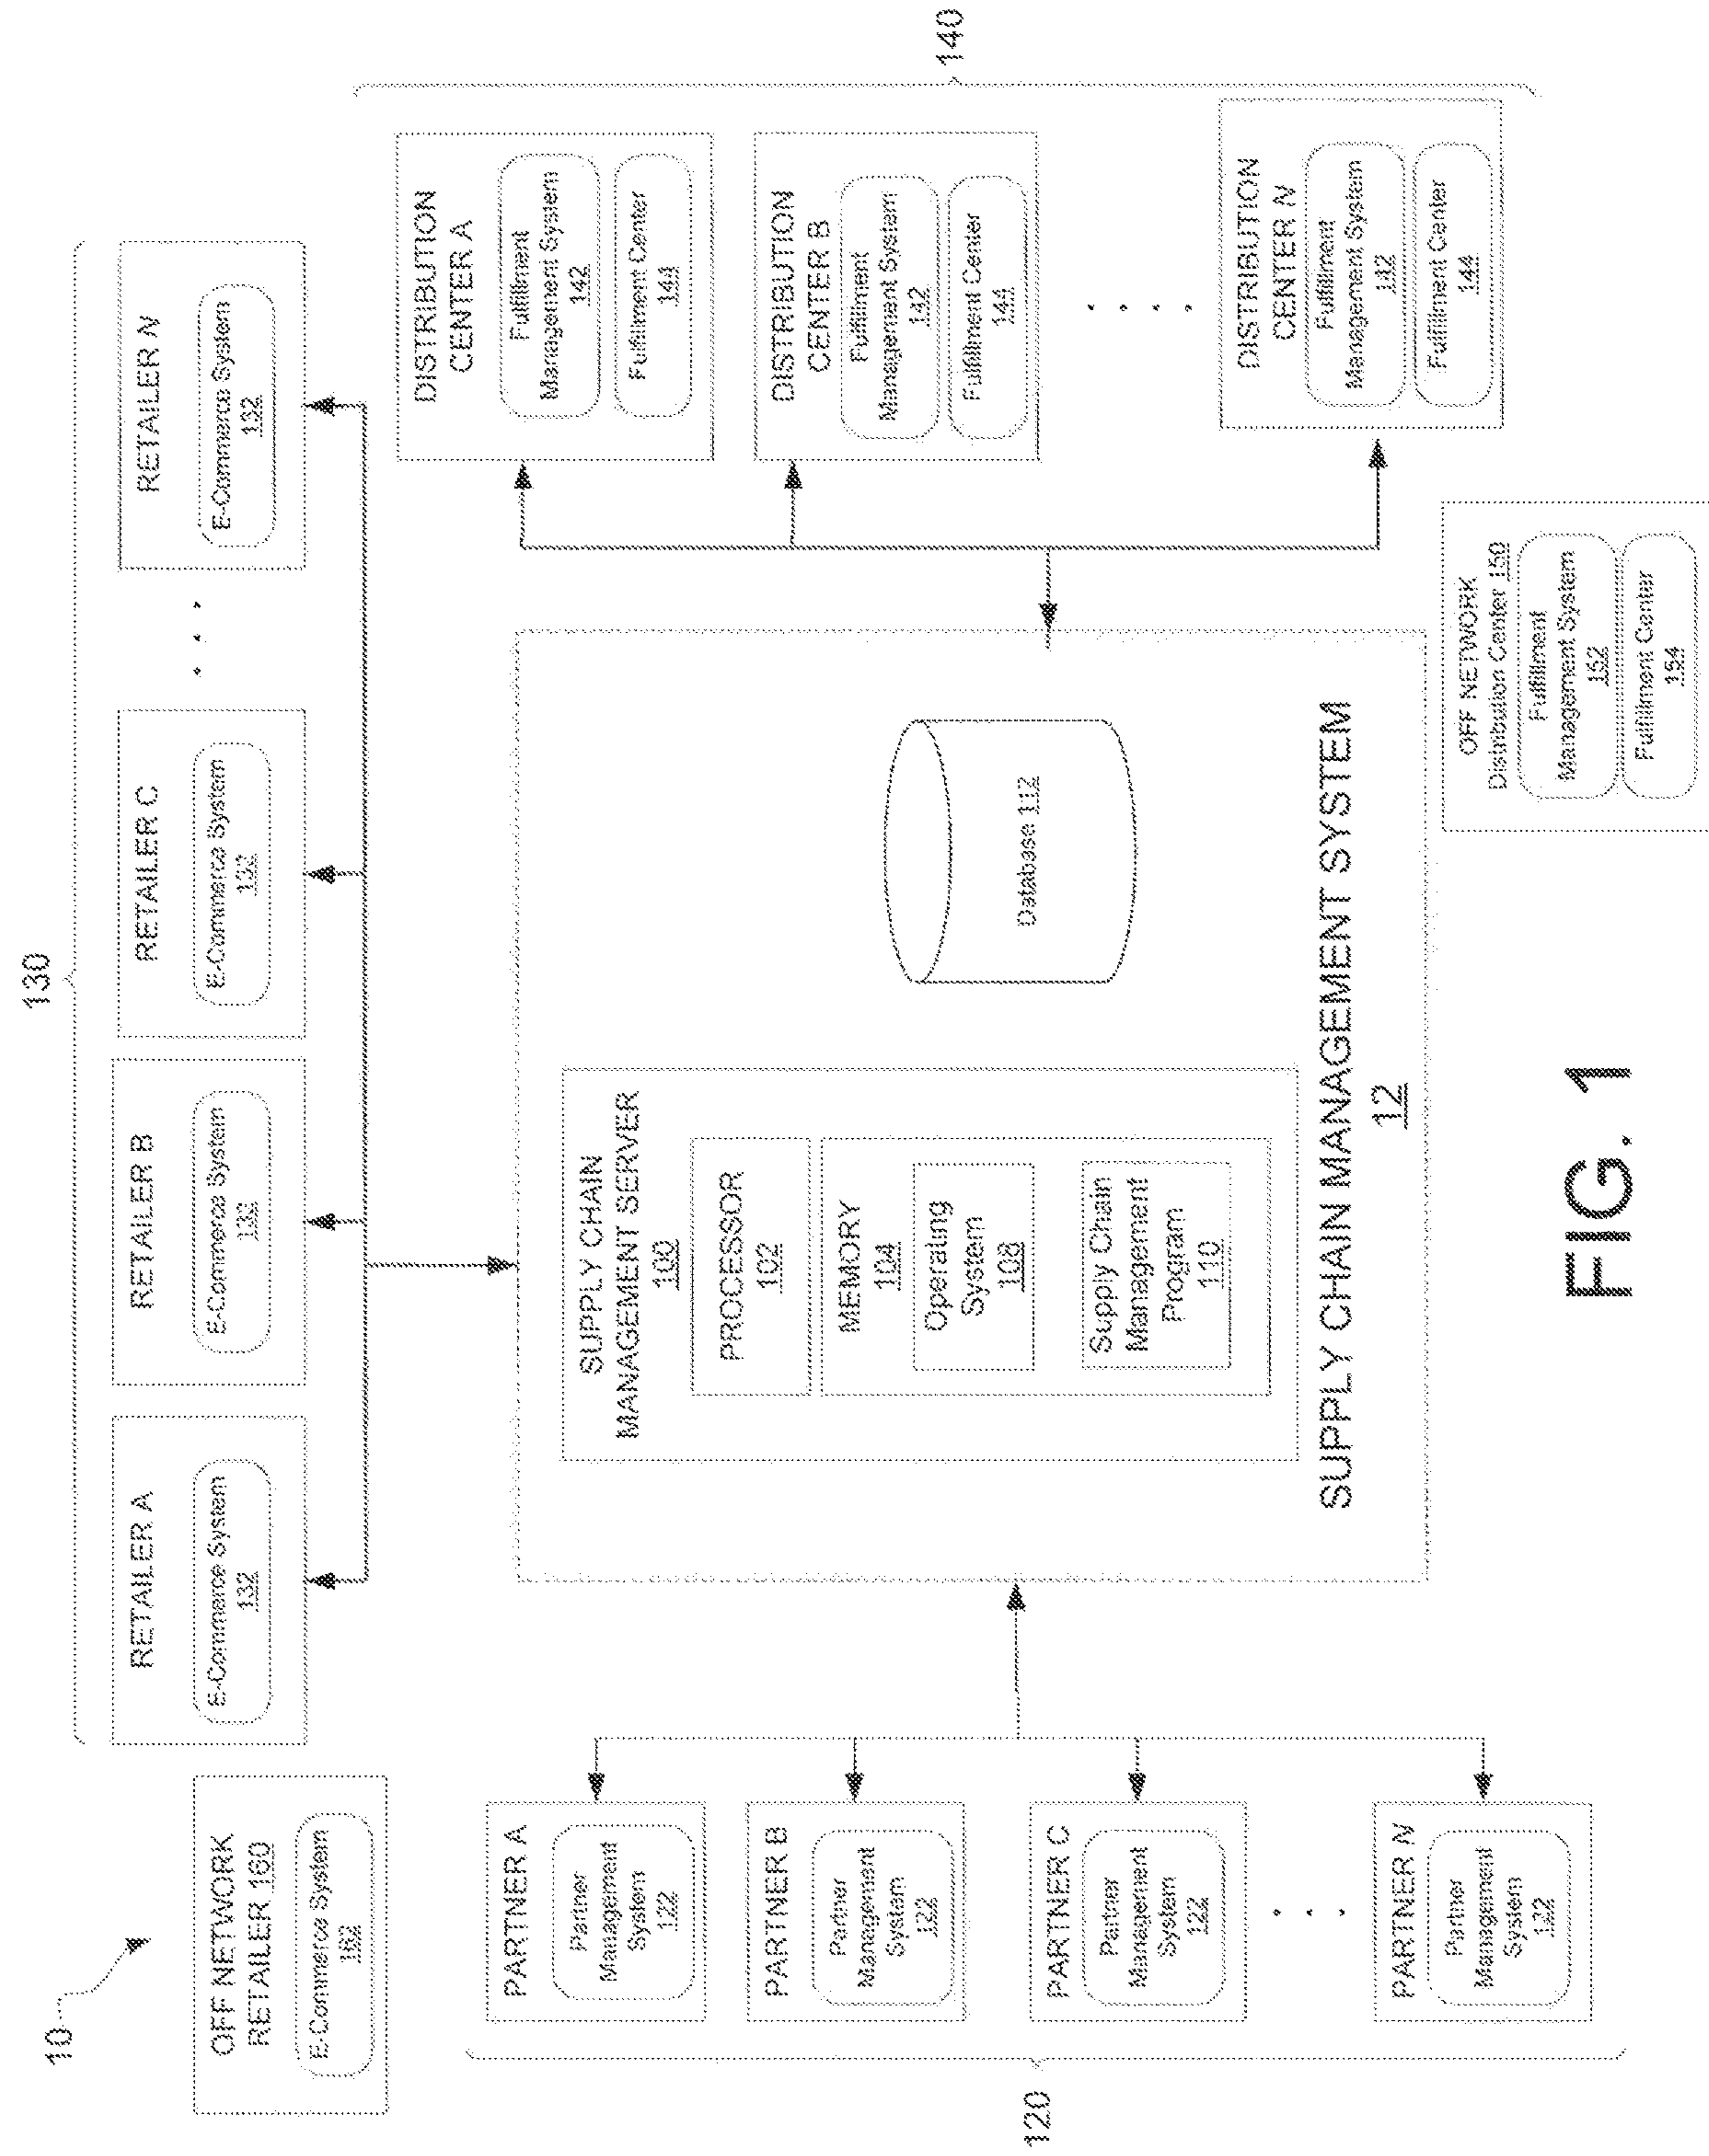 10
130
OFF NETWORK
RETAILER 160
E-Commerce System
162
RETAILER A
E-Commerce System
132
RETAILER B
E-Commerce System
132
RETAILER C
E-Commerce System
132
. . .
RETAILER N
E-Commerce System
132
120
PARTNER A
Partner
Management
System
122
PARTNER B
Partner
Management
System
122
PARTNER C
Partner
Management
System
122
. . .
PARTNER N
Partner
Management
System
122
SUPPLY CHAIN
MANAGEMENT SERVER
100
PROCESSOR
102
MEMORY
104
Operating
System
108
Supply Chain
Management
Program
110
Database 112
SUPPLY CHAIN MANAGEMENT SYSTEM
12
140
DISTRIBUTION
CENTER A
Fulfillment
Management System
142
Fulfillment Center
144
DISTRIBUTION
CENTER B
Fulfillment
Management System
142
Fulfillment Center
144
. . . .
DISTRIBUTION
CENTER N
Fulfillment
Management System
142
Fulfillment Center
144
OFF NETWORK
Distribution Center 150
Fulfillment
Management System
152
Fulfillment Center
154
FIG. 1